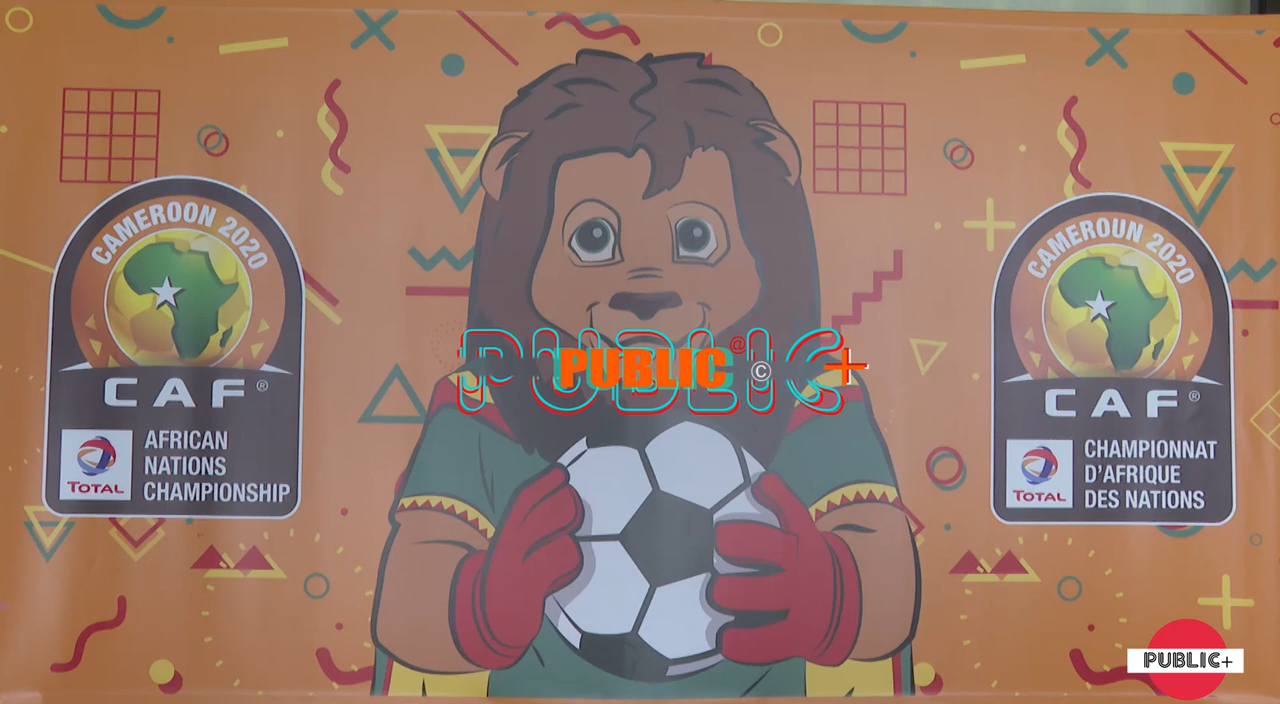 CAMEROON 2020
CAF®
TOTAL
AFRICAN
NATIONS
CHAMPIONSHIP
PUBLIC+
PUBLIC @ © +
CAMEROUN 2020
CAF®
TOTAL
CHAMPIONNAT
D'AFRIQUE
DES NATIONS
PUBLIC+